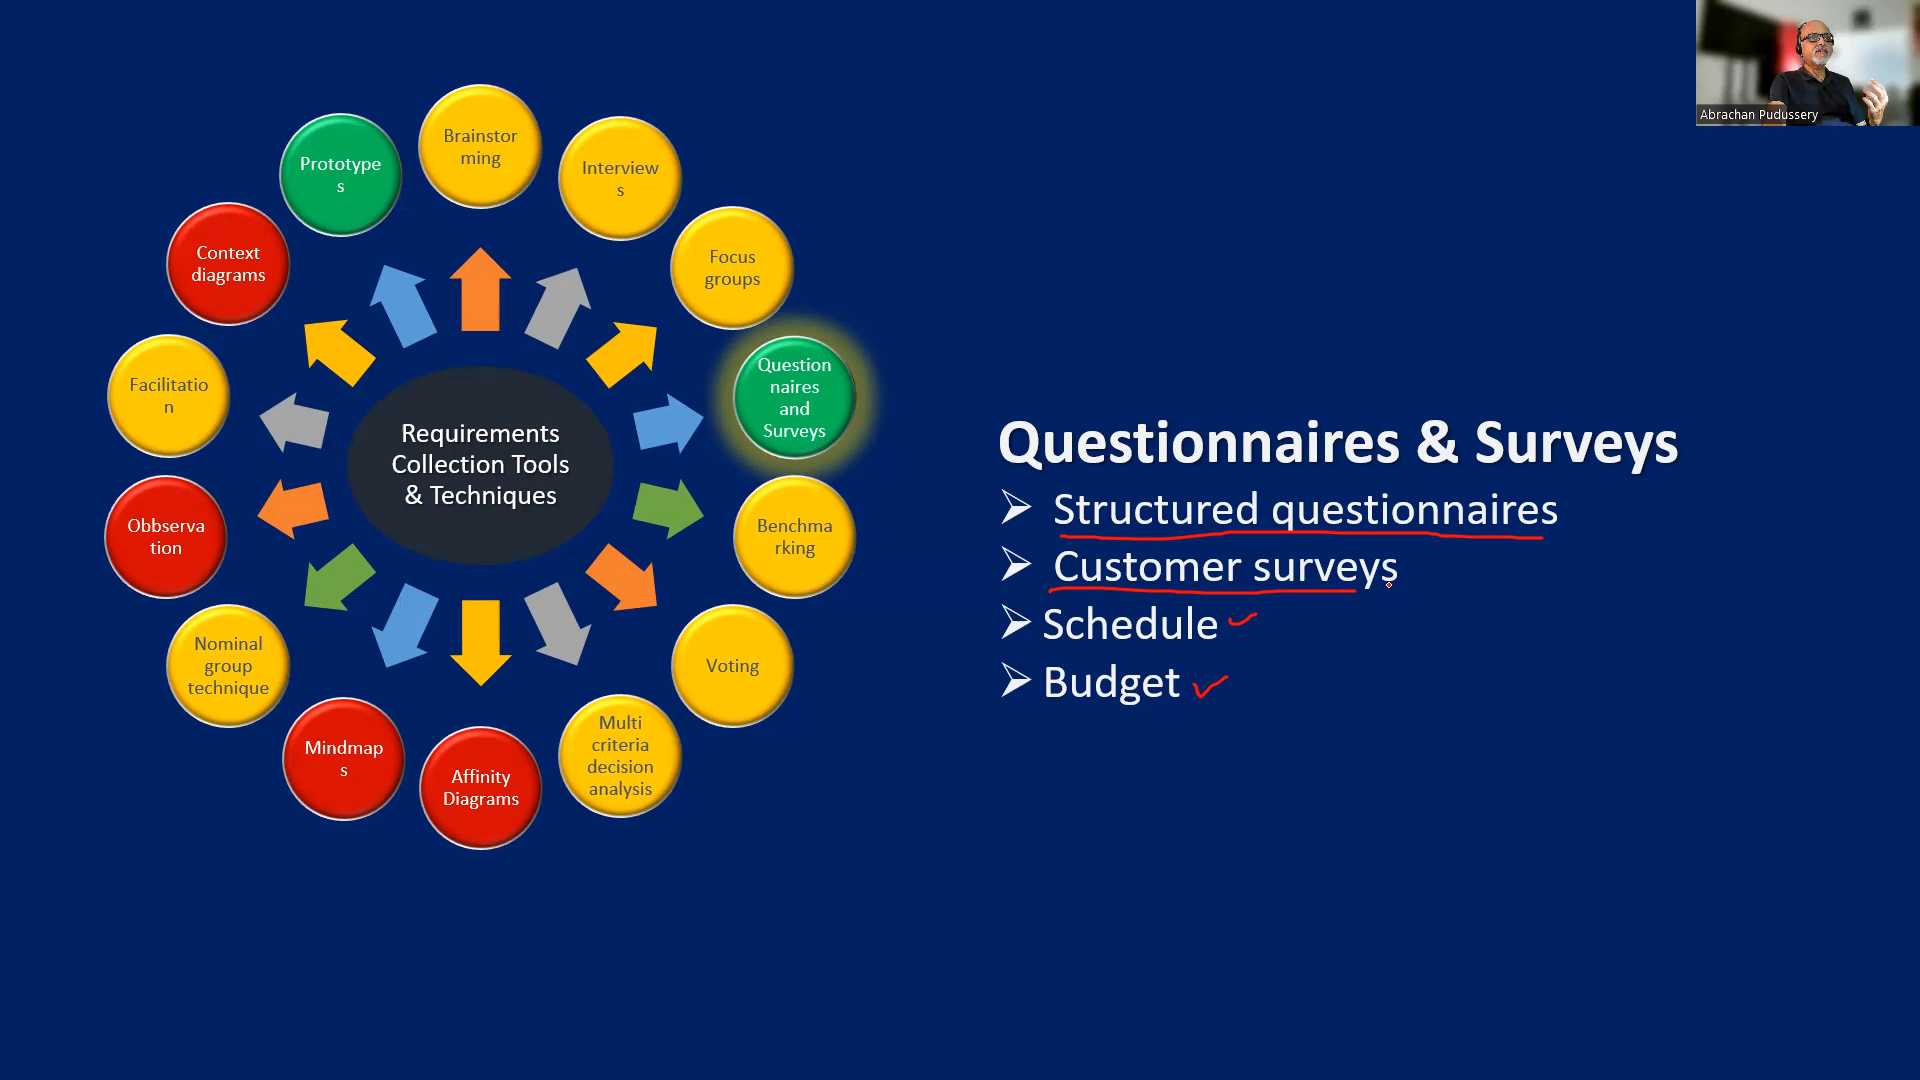 Brainstor
ming
Interview
s
Focus
groups
Question
naires
and
Surveys
Benchma
rking
Voting
Multi
criteria
decision
analysis
Affinity
Diagrams
Mindmap
s
Nominal
group
technique
Obbserva
tion
Facilitatio
n
Context
diagrams
Prototype
s
Requirements
Collection Tools
& Techniques
Questionnaires & Surveys
Structured questionnaires
Customer surveys
Schedule
Budget
Abrachan Pudussery